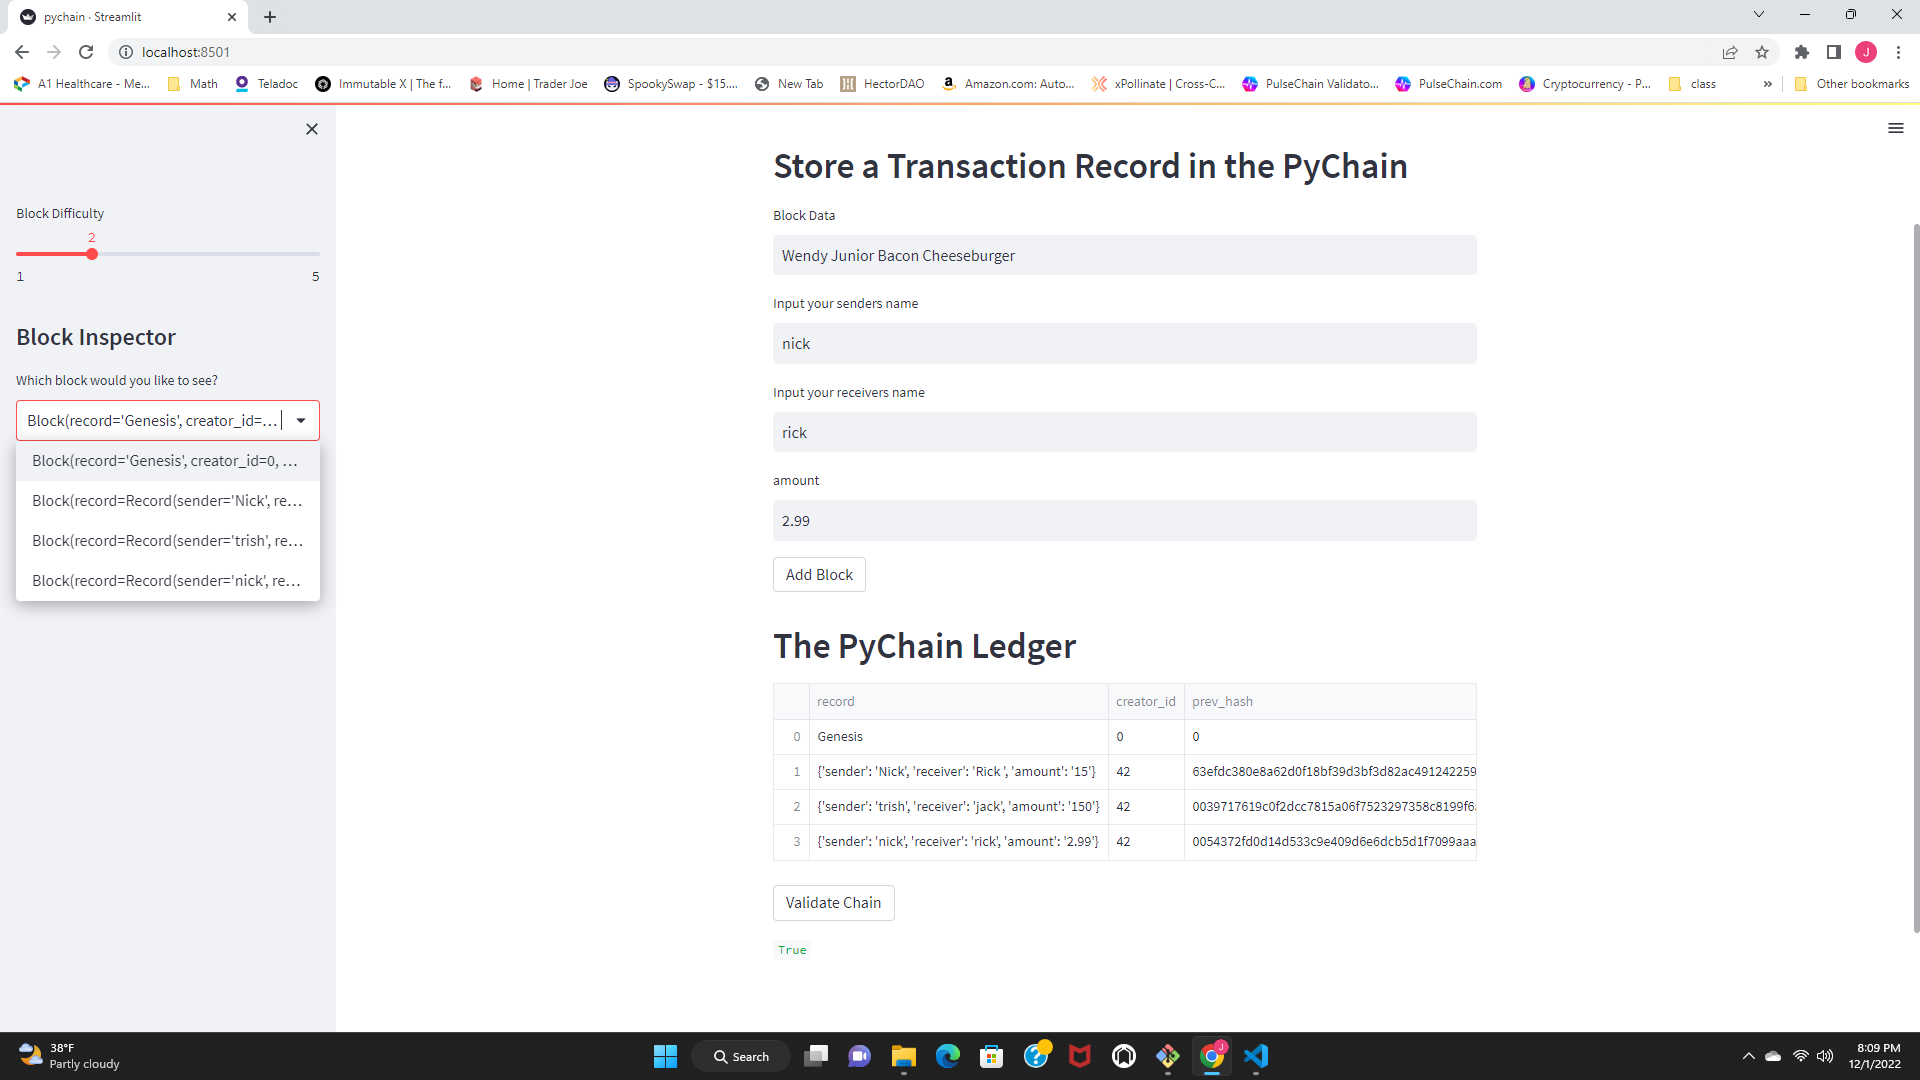 pychain · Streamlit
localhost:8501
J
A1 Healthcare - Me...
Math
Teladoc
Immutable X | The f...
Home | Trader Joe
SpookySwap - $15....
New Tab
HectorDAO
Amazon.com: Auto...
xPollinate | Cross-C...
PulseChain Validato...
PulseChain.com
Cryptocurrency - P...
class
»
Other bookmarks
Block Difficulty
2
1
5
Block Inspector
Which block would you like to see?
Block(record='Genesis', creator_id=...
Block(record='Genesis', creator_id=0, ...
Block(record=Record(sender='Nick', re...
Block(record=Record(sender='trish', re...
Block(record=Record(sender='nick', re...
Store a Transaction Record in the PyChain
Block Data
Wendy Junior Bacon Cheeseburger
Input your senders name
nick
Input your receivers name
rick
amount
2.99
Add Block
The PyChain Ledger
record creator_id prev_hash
0 Genesis 0 0
1 {'sender': 'Nick', 'receiver': 'Rick ', 'amount': '15'} 42 63efdc380e8a62d0f18bf39d3bf3d82ac491242259
2 {'sender': 'trish', 'receiver': 'jack', 'amount': '150'} 42 0039717619c0f2dcc7815a06f7523297358c8199f6
3 {'sender': 'nick', 'receiver': 'rick', 'amount': '2.99'} 42 0054372fd0d14d533c9e409d6e6dcb5d1f7099aaa
Validate Chain
True
38°F
Partly cloudy
Search
J
8:09 PM
12/1/2022